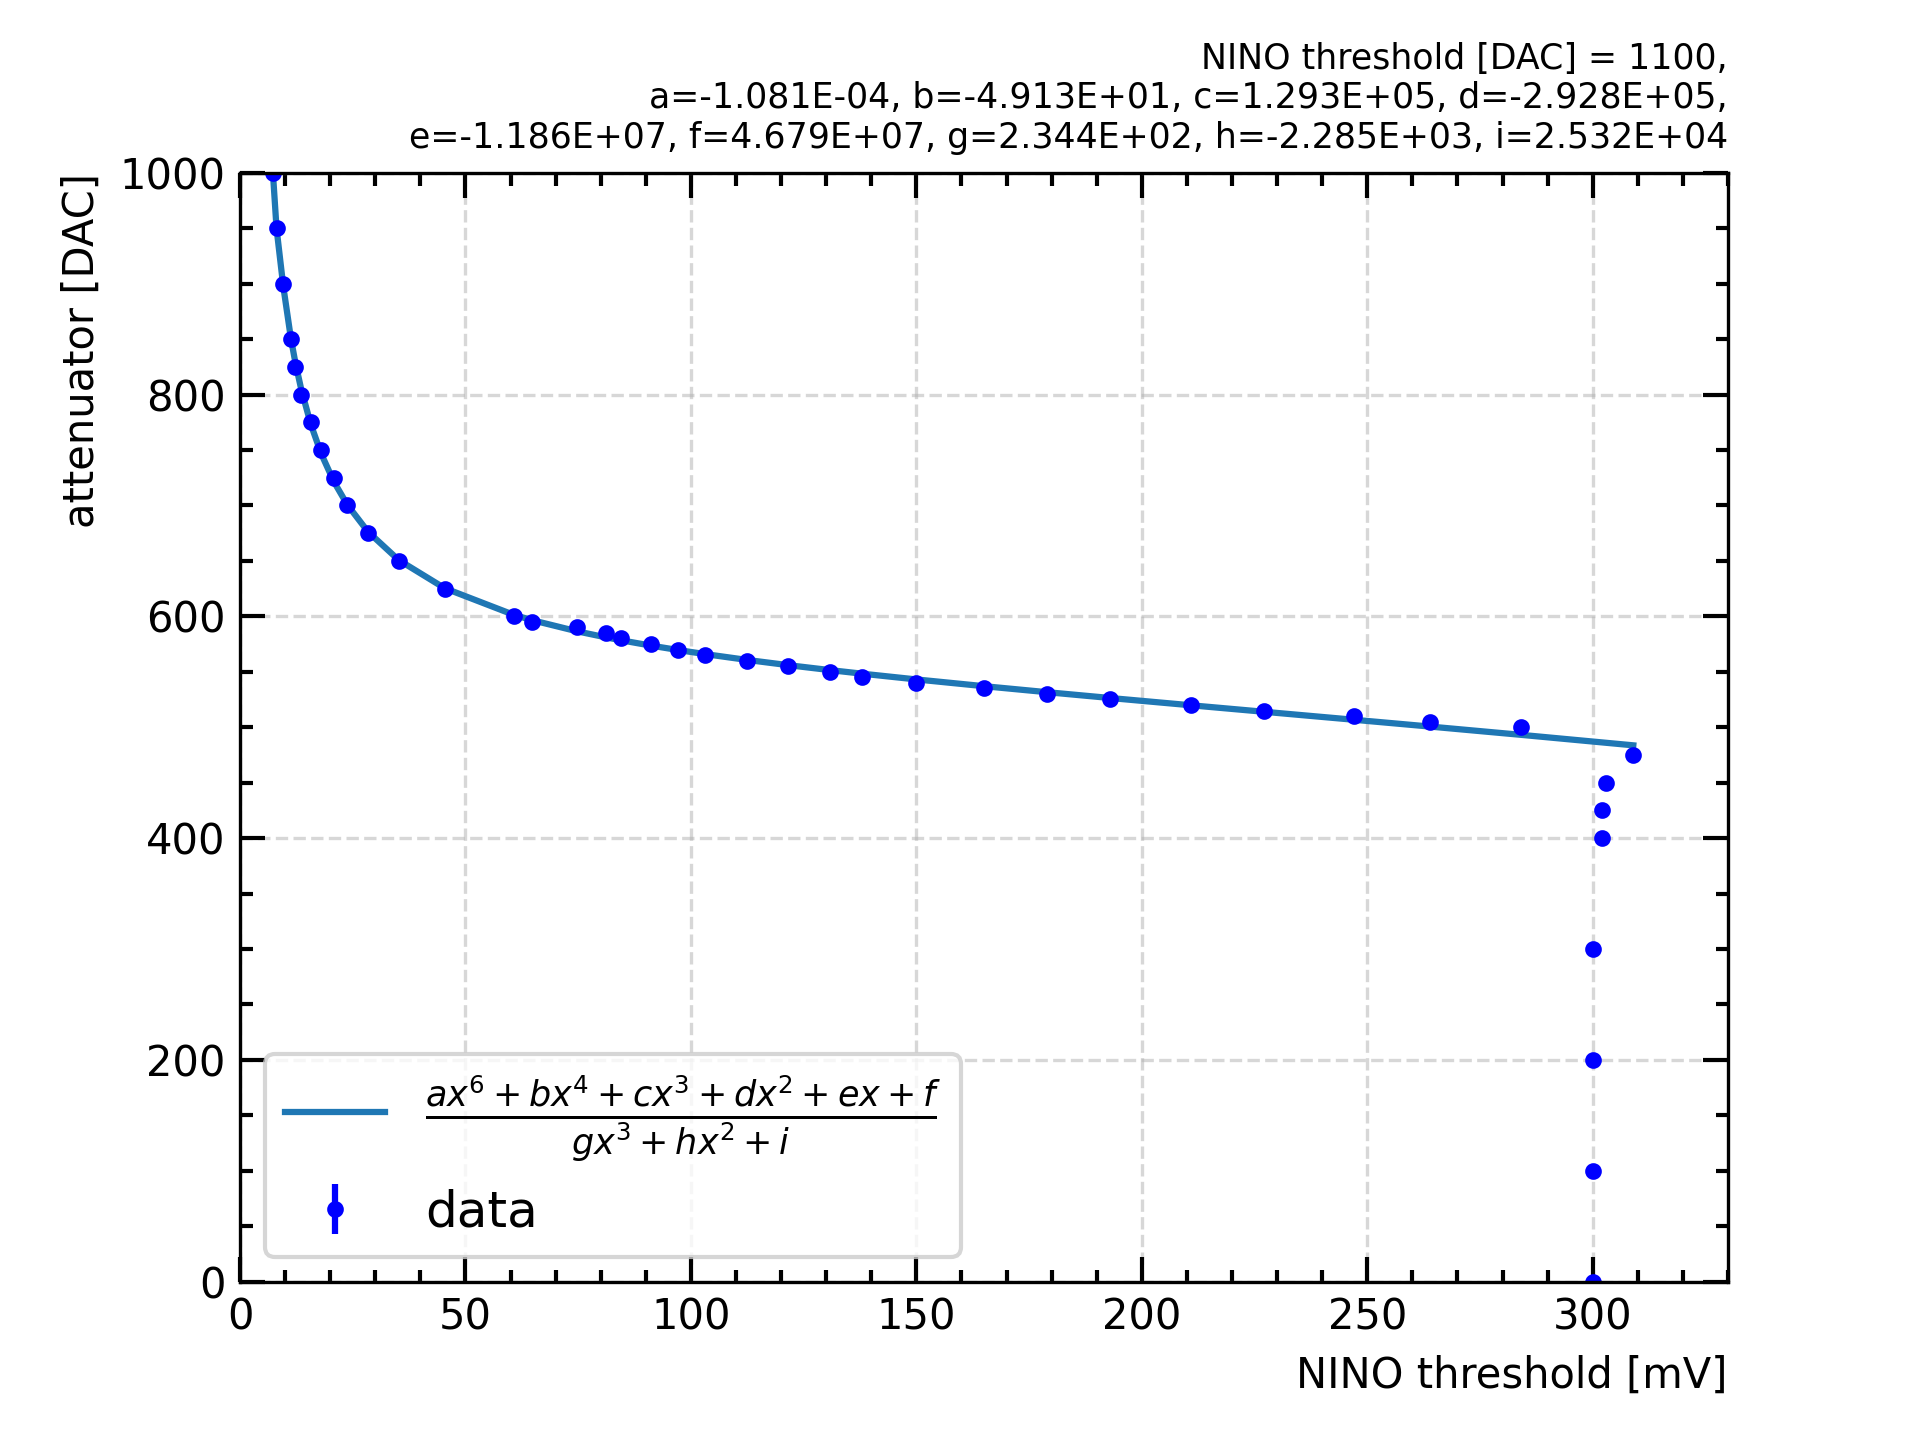 NINO threshold [DAC] = 1100,
a=-1.081E-04, b=-4.913E+01, c=1.293E+05, d=-2.928E+05,
e=-1.186E+07, f=4.679E+07, g=2.344E+02, h=-2.285E+03, i=2.532E+04
attenuator [DAC]
1000
800
600
400
200
0
ax⁶ + bx⁴ + cx³ + dx² + ex + f
gx³ + hx² + i
data
0 50 100 150 200 250 300
NINO threshold [mV]